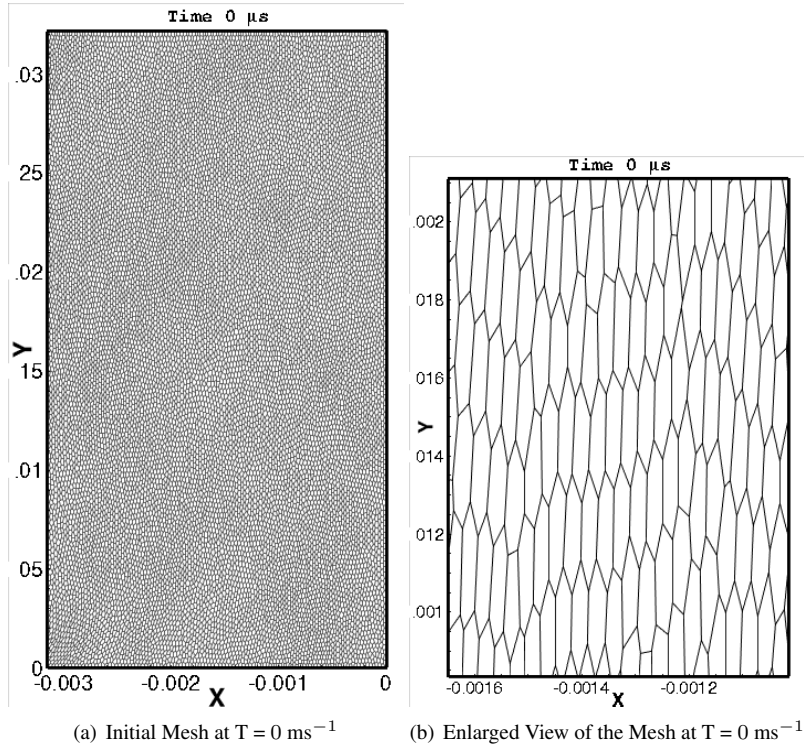 Time 0 µs
.03
25
.02
Y
15
.01
05
0
-0.003 -0.002 -0.001 0
X
(a) Initial Mesh at T = 0 ms⁻¹
Time 0 µs
.002
.018
016
Y
014
012
.001
-0.0016 -0.0014 -0.0012
X
(b) Enlarged View of the Mesh at T = 0 ms⁻¹